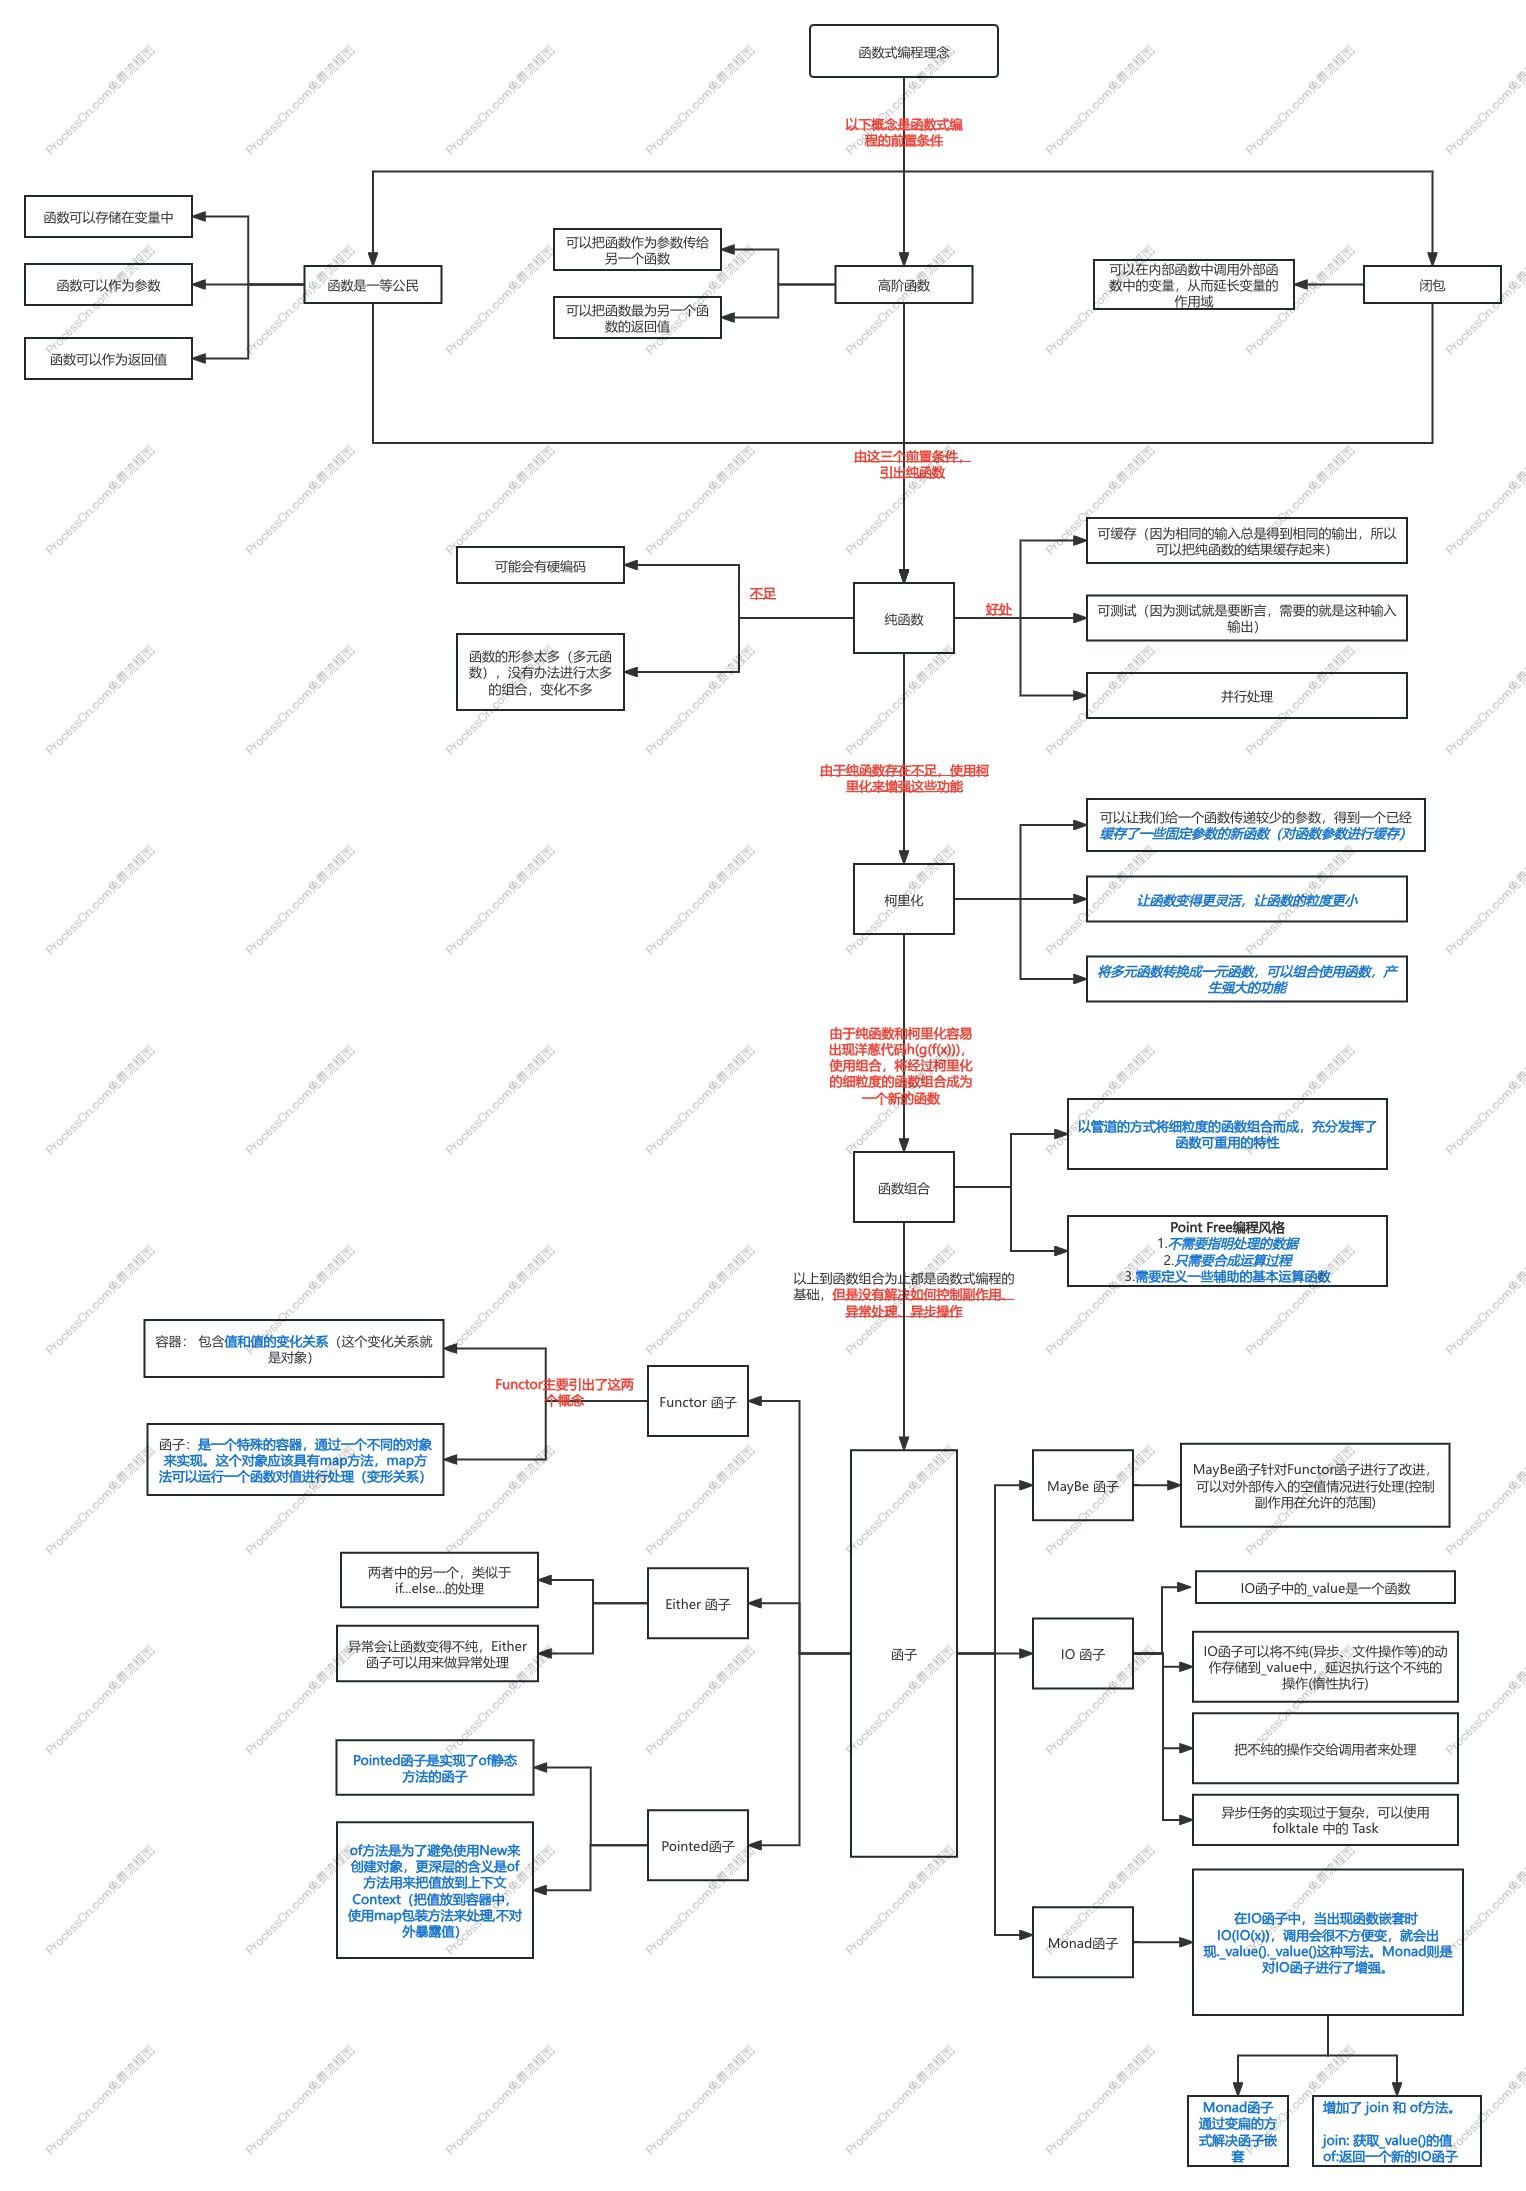 函数式编程理念
以下概念是函数式编
程的前置条件
函数可以存储在变量中
函数可以作为参数
函数可以作为返回值
函数是一等公民
可以把函数作为参数传给
另一个函数
可以把函数最为另一个函
数的返回值
高阶函数
可以在内部函数中调用外部函
数中的变量，从而延长变量的
作用域
闭包
由这三个前置条件，
引出纯函数
可能会有硬编码
函数的形参太多（多元函
数），没有办法进行太多
的组合，变化不多
不足
纯函数
好处
可缓存（因为相同的输入总是得到相同的输出，所以
可以把纯函数的结果缓存起来）
可测试（因为测试就是要断言，需要的就是这种输入
输出）
并行处理
由于纯函数存在不足，使用柯
里化来增强这些功能
柯里化
可以让我们给一个函数传递较少的参数，得到一个已经
缓存了一些固定参数的新函数（对函数参数进行缓存）
让函数变得更灵活，让函数的粒度更小
将多元函数转换成一元函数，可以组合使用函数，产
生强大的功能
由于纯函数和柯里化容易
出现洋葱代码h(g(f(x)))，
使用组合，将经过柯里化
的细粒度的函数组合成为
一个新的函数
函数组合
以管道的方式将细粒度的函数组合而成，充分发挥了
函数可重用的特性
Point Free编程风格
1.不需要指明处理的数据
2.只需要合成运算过程
3.需要定义一些辅助的基本运算函数
以上到函数组合为止都是函数式编程的
基础，但是没有解决如何控制副作用、
异常处理、异步操作
容器： 包含值和值的变化关系（这个变化关系就
是对象）
函子：是一个特殊的容器，通过一个不同的对象
来实现。这个对象应该具有map方法，map方
法可以运行一个函数对值进行处理（变形关系）
Functor主要引出了这两
个概念
Functor 函子
两者中的另一个，类似于
if...else...的处理
异常会让函数变得不纯，Either
函子可以用来做异常处理
Either 函子
Pointed函子是实现了of静态
方法的函子
of方法是为了避免使用New来
创建对象，更深层的含义是of
方法用来把值放到上下文
Context（把值放到容器中，
使用map包装方法来处理,不对
外暴露值）
Pointed函子
函子
MayBe 函子
MayBe函子针对Functor函子进行了改进，
可以对外部传入的空值情况进行处理(控制
副作用在允许的范围)
IO 函子
IO函子中的_value是一个函数
IO函子可以将不纯(异步、文件操作等)的动
作存储到_value中，延迟执行这个不纯的
操作(惰性执行)
把不纯的操作交给调用者来处理
异步任务的实现过于复杂，可以使用
folktale 中的 Task
Monad函子
在IO函子中，当出现函数嵌套时
IO(IO(x))，调用会很不方便变，就会出
现._value()._value()这种写法。Monad则是
对IO函子进行了增强。
Monad函子
通过变扁的方
式解决函子嵌
套
增加了 join 和 of方法。
join: 获取_value()的值
of:返回一个新的IO函子
ProcessOn.com免费流程图